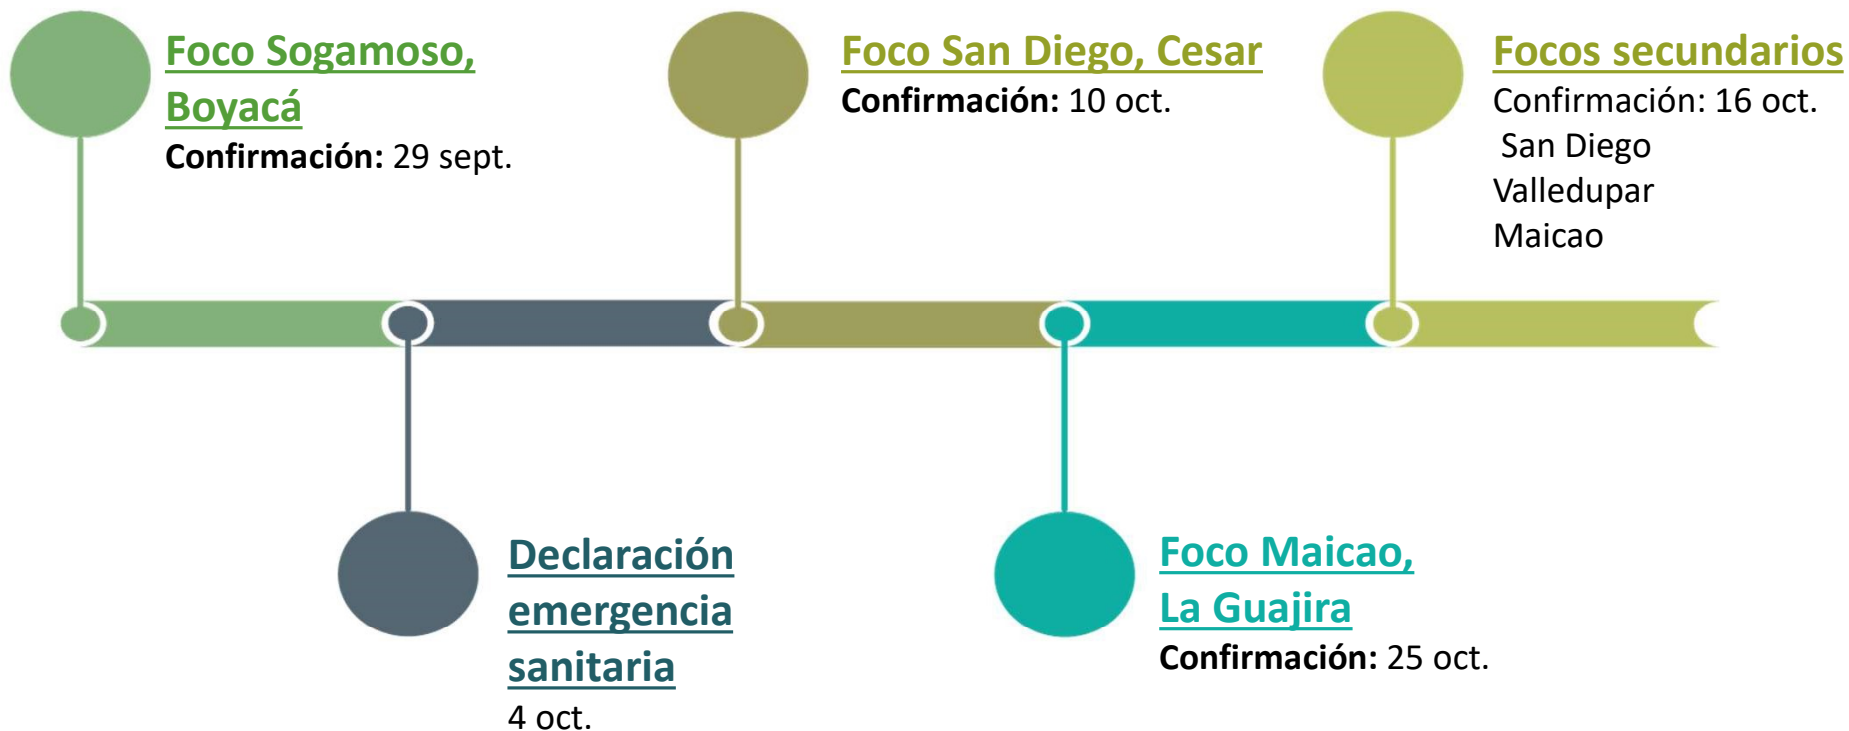 Foco Sogamoso,
Boyacá
Confirmación: 29 sept.
Declaración
emergencia
sanitaria
4 oct.
Foco San Diego, Cesar
Confirmación: 10 oct.
Foco Maicao,
La Guajira
Confirmación: 25 oct.
Focos secundarios
Confirmación: 16 oct.
San Diego
Valledupar
Maicao